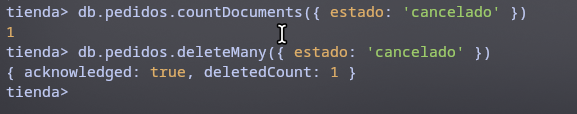 tienda> db.pedidos.countDocuments({ estado: 'cancelado' })
1
tienda> db.pedidos.deleteMany({ estado: 'cancelado' })
{ acknowledged: true, deletedCount: 1 }
tienda>